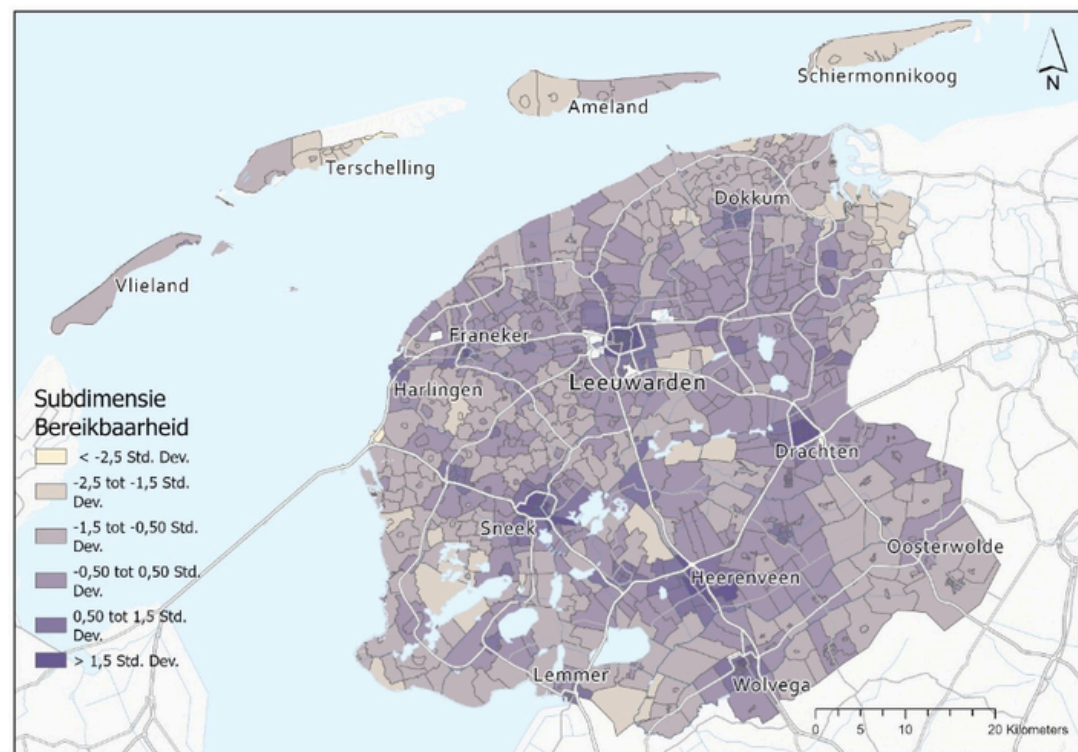 Schiermonnikoog
N
Ameland
Terschelling
Dokkum
Vlieland
Franeker
Leeuwarden
Harlingen
Subdimensie
Bereikbaarheid
< -2,5 Std. Dev.
-2,5 tot -1,5 Std.
Dev.
-1,5 tot -0,50 Std.
Dev.
-0,50 tot 0,50 Std.
Dev.
0,50 tot 1,5 Std.
Dev.
> 1,5 Std. Dev.
Drachten
Sneek
Oosterwolde
Heerenveen
Lemmer
Wolvega
0 5 10 20 Kilometers